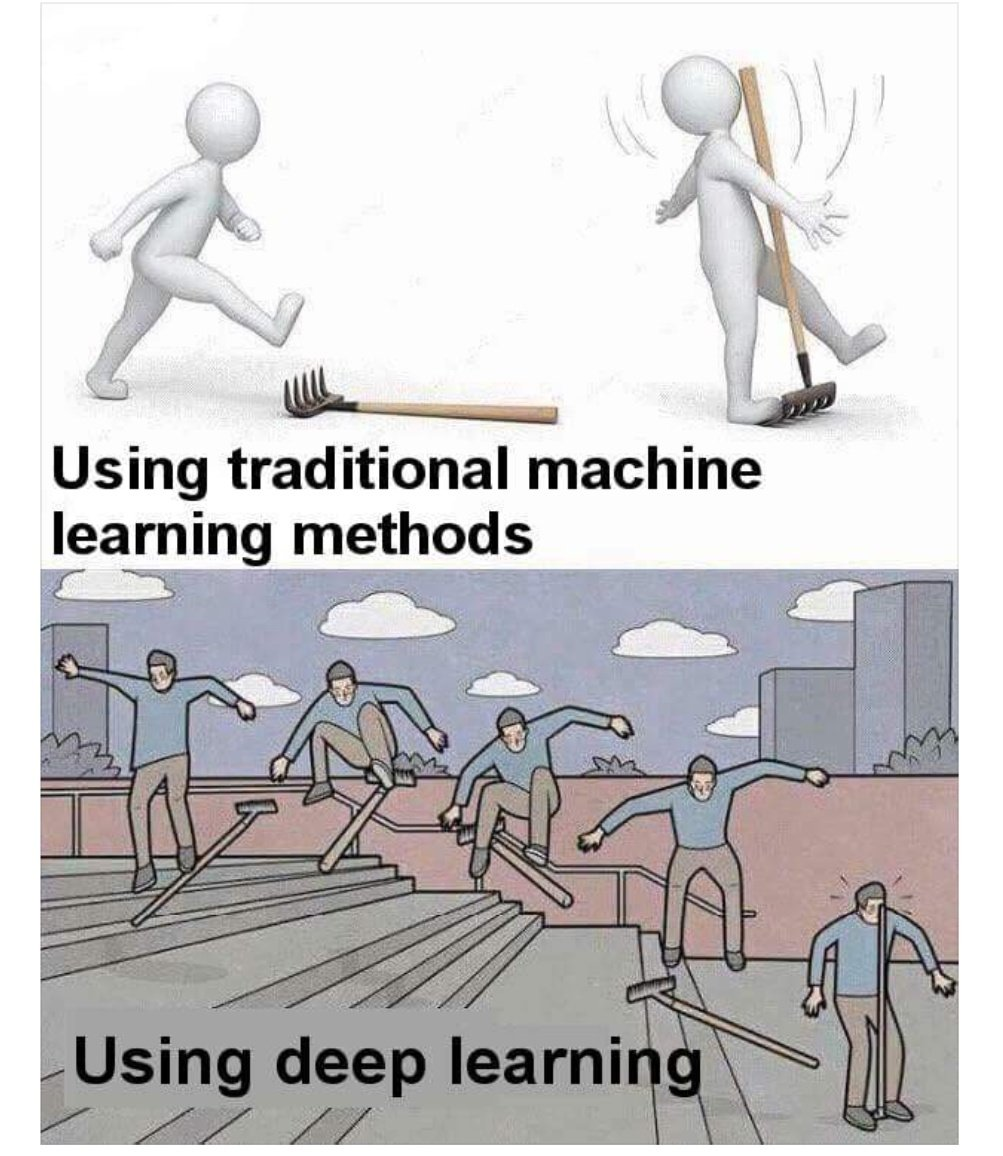 Using traditional machine
learning methods
Using deep learning